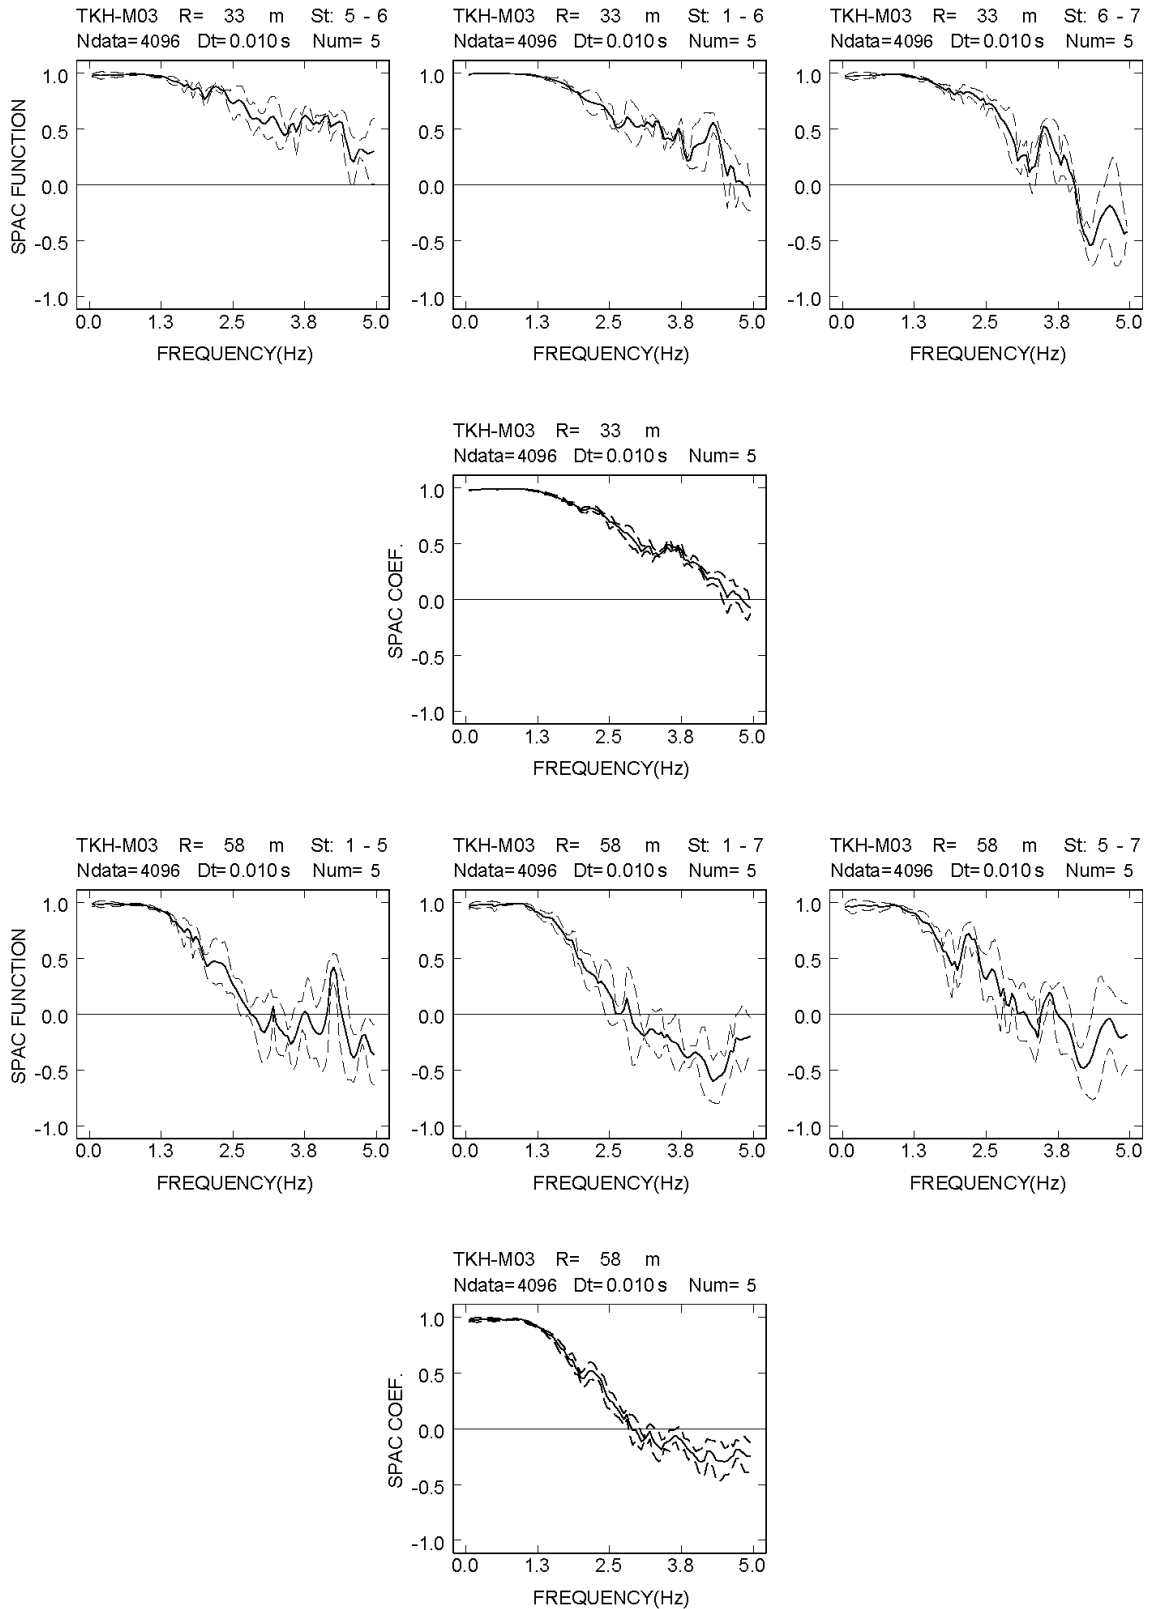 TKH-M03 R= 33 m St: 5 - 6
Ndata=4096 Dt=0.010s Num= 5
TKH-M03 R= 33 m St: 1 - 6
Ndata=4096 Dt=0.010s Num= 5
TKH-M03 R= 33 m St: 6 - 7
Ndata=4096 Dt=0.010s Num= 5
SPAC FUNCTION
1.0
0.5
0.0
-0.5
-1.0
0.0 1.3 2.5 3.8 5.0
FREQUENCY(Hz)
1.0
0.5
0.0
-0.5
-1.0
0.0 1.3 2.5 3.8 5.0
FREQUENCY(Hz)
1.0
0.5
0.0
-0.5
-1.0
0.0 1.3 2.5 3.8 5.0
FREQUENCY(Hz)
TKH-M03 R= 33 m
Ndata=4096 Dt=0.010s Num= 5
SPAC COEF.
1.0
0.5
0.0
-0.5
-1.0
0.0 1.3 2.5 3.8 5.0
FREQUENCY(Hz)
TKH-M03 R= 58 m St: 1 - 5
Ndata=4096 Dt=0.010s Num= 5
TKH-M03 R= 58 m St: 1 - 7
Ndata=4096 Dt=0.010s Num= 5
TKH-M03 R= 58 m St: 5 - 7
Ndata=4096 Dt=0.010s Num= 5
SPAC FUNCTION
1.0
0.5
0.0
-0.5
-1.0
0.0 1.3 2.5 3.8 5.0
FREQUENCY(Hz)
1.0
0.5
0.0
-0.5
-1.0
0.0 1.3 2.5 3.8 5.0
FREQUENCY(Hz)
1.0
0.5
0.0
-0.5
-1.0
0.0 1.3 2.5 3.8 5.0
FREQUENCY(Hz)
TKH-M03 R= 58 m
Ndata=4096 Dt=0.010s Num= 5
SPAC COEF.
1.0
0.5
0.0
-0.5
-1.0
0.0 1.3 2.5 3.8 5.0
FREQUENCY(Hz)